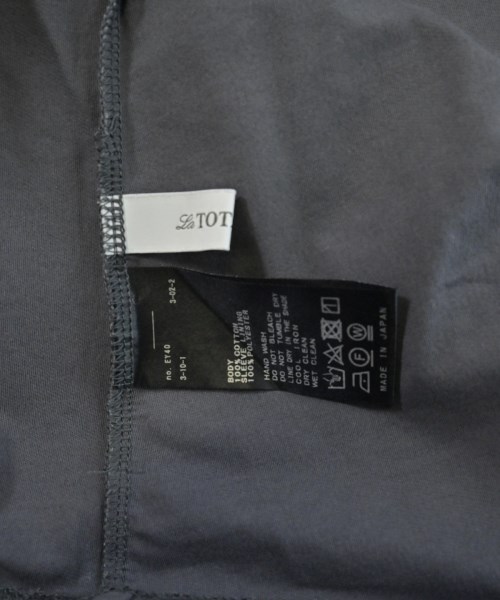 La TOT
no. EY40
3-10-1
3-02-2
BODY
100%COTTON
SLEEVE LINING
100%POLYESTER
HAND WASH
DO NOT BLEACH
DO NOT TUMBLE DRY
LINE DRY IN THE SHADE
COOL IRON
DRY CLEAN
WET CLEAN
MADE IN JAPAN